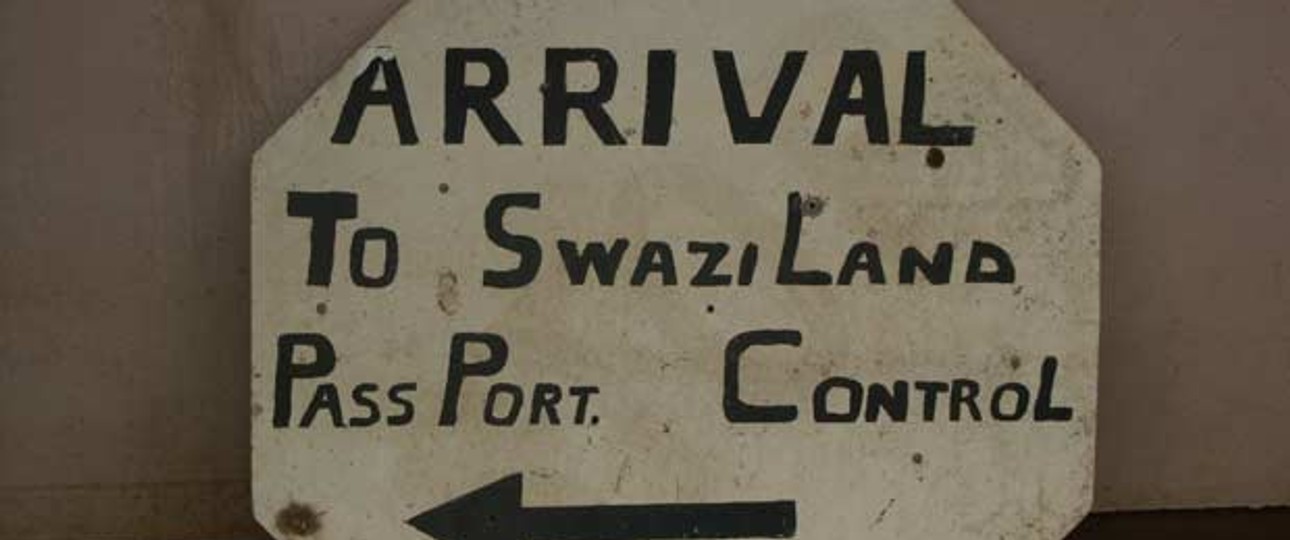 ARRIVAL
To SwaziLand
PassPort. ControL